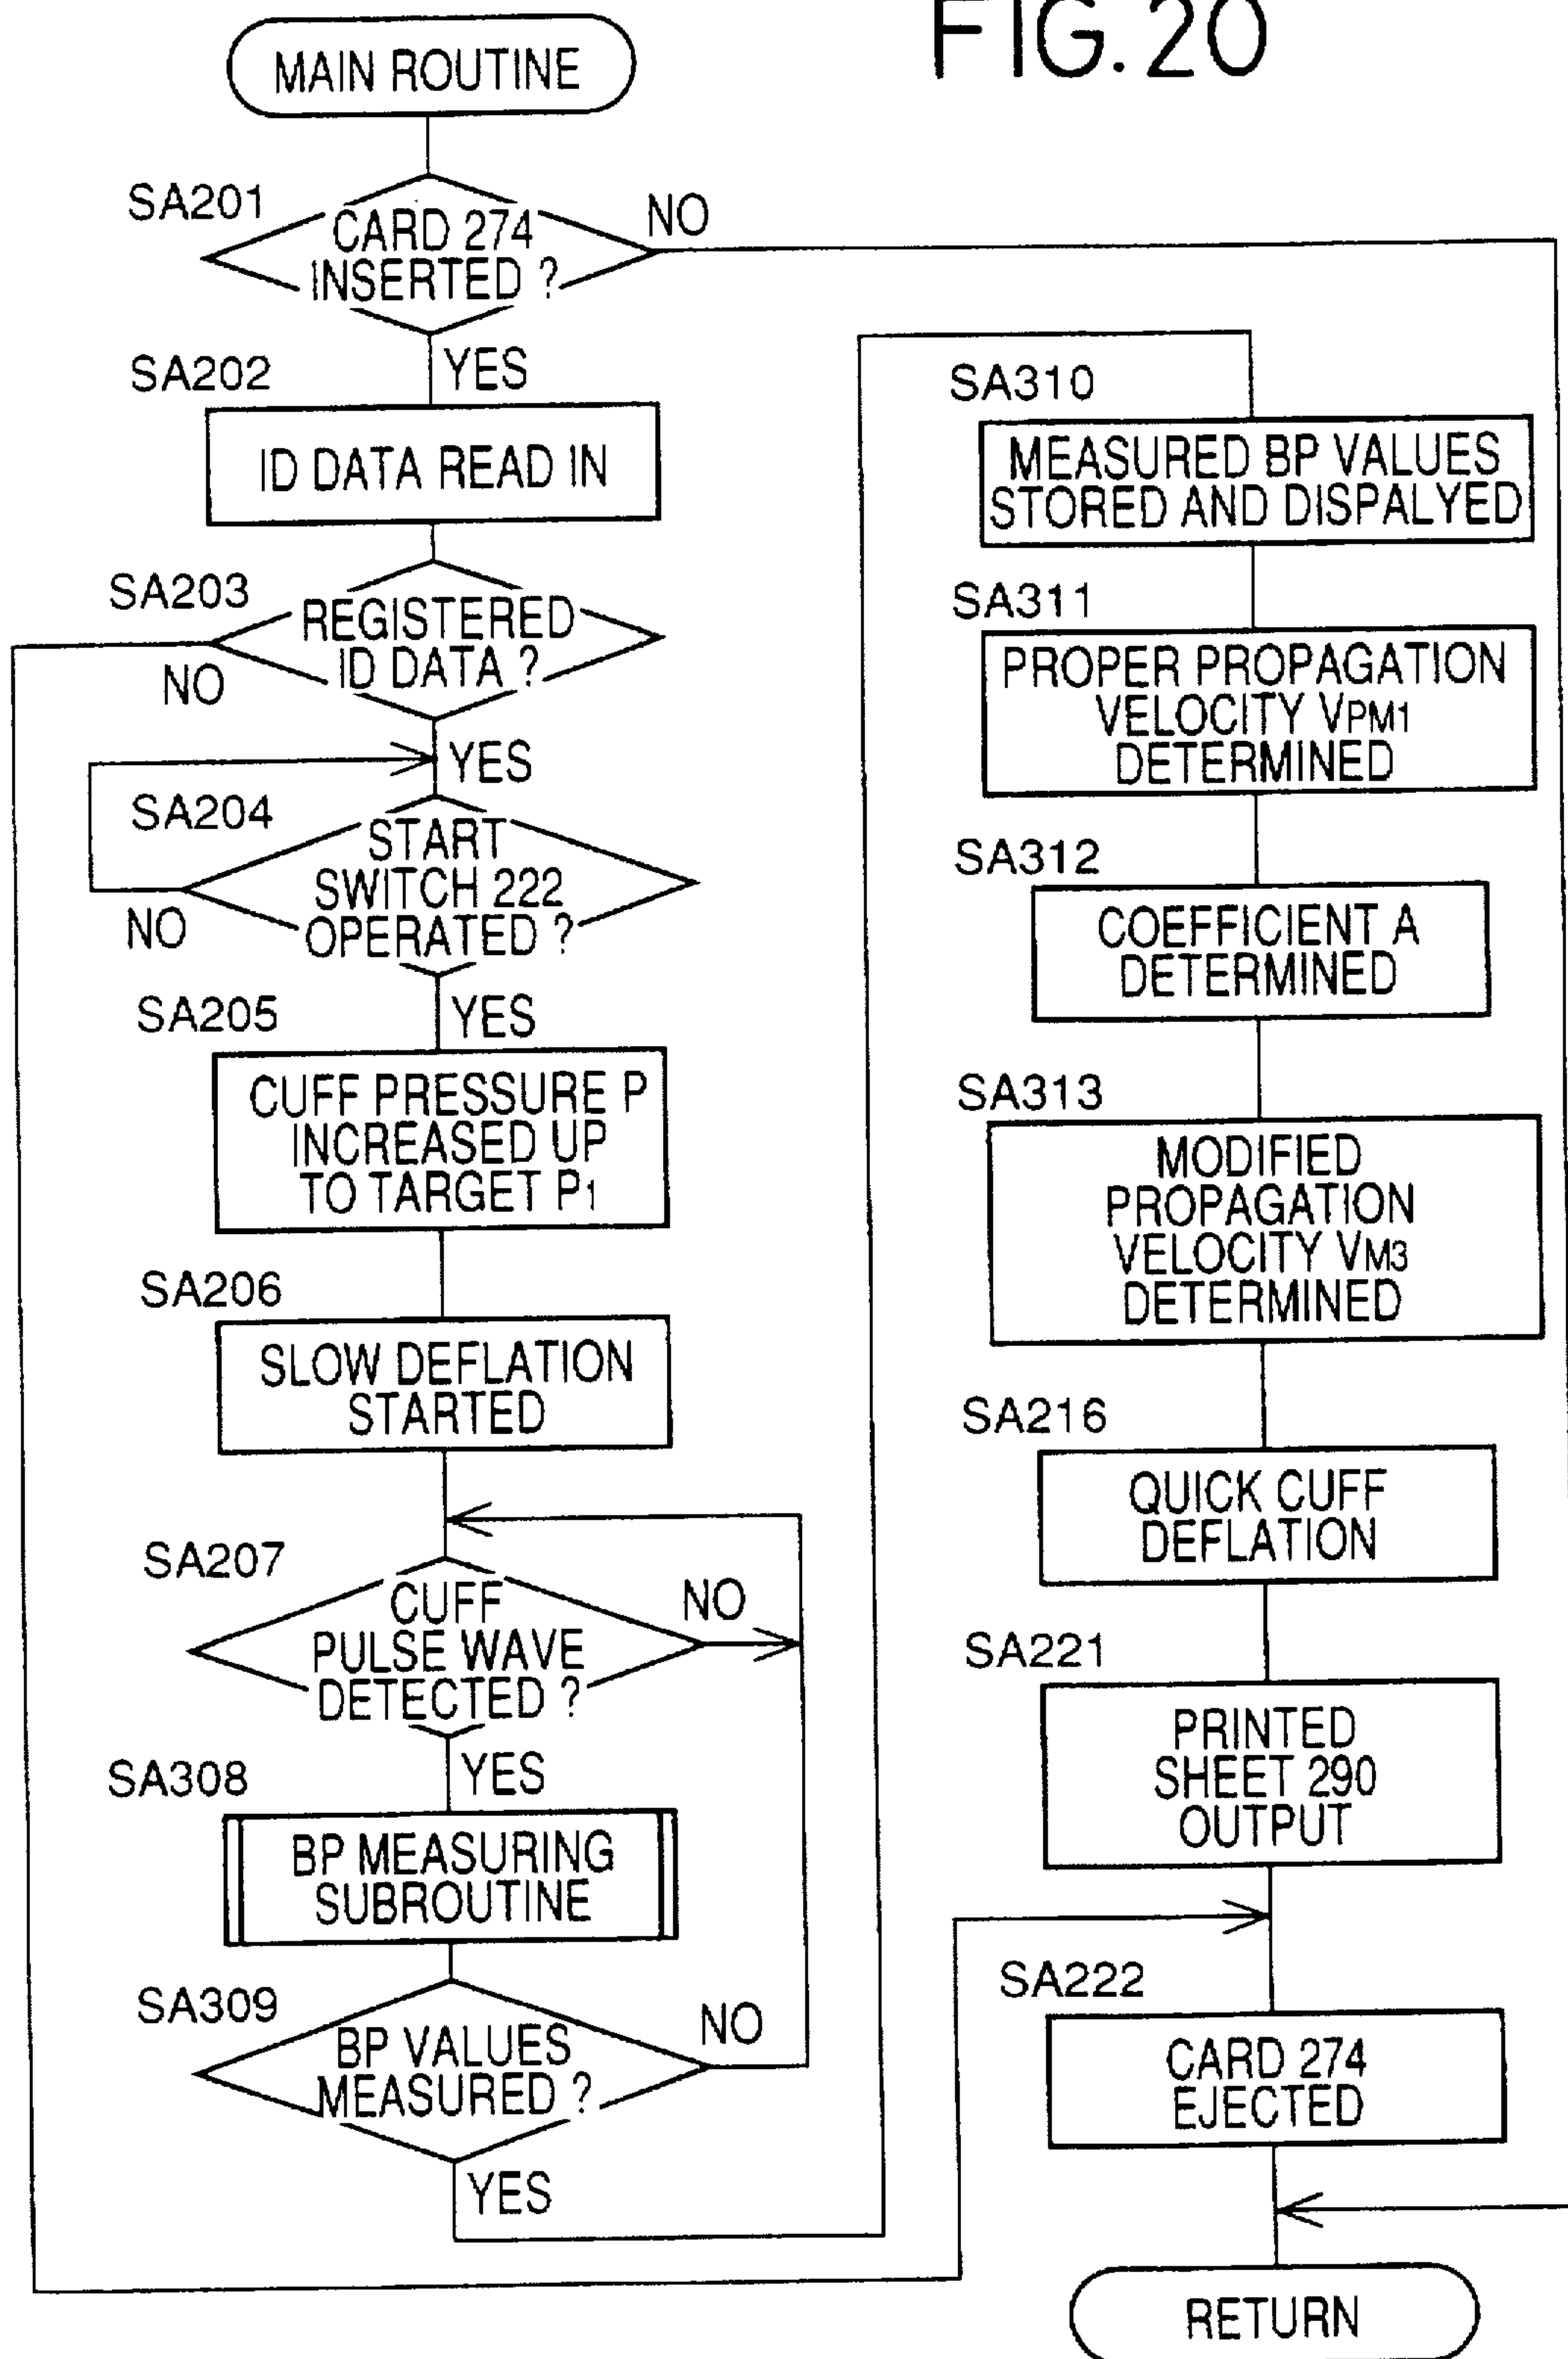 FIG.20
MAIN ROUTINE
SA201
CARD 274
INSERTED ?
NO
YES
SA202
ID DATA READ IN
SA203
REGISTERED
ID DATA ?
NO
YES
SA204
START
SWITCH 222
OPERATED ?
NO
YES
SA205
CUFF PRESSURE P
INCREASED UP
TO TARGET P1
SA206
SLOW DEFLATION
STARTED
SA207
CUFF
PULSE WAVE
DETECTED ?
NO
YES
SA308
BP MEASURING
SUBROUTINE
SA309
BP VALUES
MEASURED ?
NO
YES
SA310
MEASURED BP VALUES
STORED AND DISPALYED
SA311
PROPER PROPAGATION
VELOCITY VPM1
DETERMINED
SA312
COEFFICIENT A
DETERMINED
SA313
MODIFIED
PROPAGATION
VELOCITY VM3
DETERMINED
SA216
QUICK CUFF
DEFLATION
SA221
PRINTED
SHEET 290
OUTPUT
SA222
CARD 274
EJECTED
RETURN